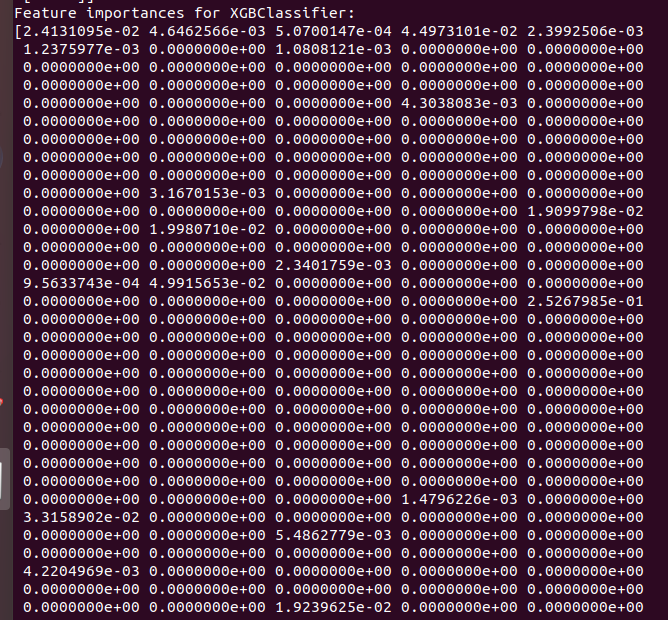 Feature importances for XGBClassifier:
[2.4131095e-02 4.6462566e-03 5.0700147e-04 4.4973101e-02 2.3992506e-03
1.2375977e-03 0.0000000e+00 1.0808121e-03 0.0000000e+00 0.0000000e+00
0.0000000e+00 0.0000000e+00 0.0000000e+00 0.0000000e+00 0.0000000e+00
0.0000000e+00 0.0000000e+00 0.0000000e+00 0.0000000e+00 0.0000000e+00
0.0000000e+00 0.0000000e+00 0.0000000e+00 4.3038083e-03 0.0000000e+00
0.0000000e+00 0.0000000e+00 0.0000000e+00 0.0000000e+00 0.0000000e+00
0.0000000e+00 0.0000000e+00 0.0000000e+00 0.0000000e+00 0.0000000e+00
0.0000000e+00 0.0000000e+00 0.0000000e+00 0.0000000e+00 0.0000000e+00
0.0000000e+00 0.0000000e+00 0.0000000e+00 0.0000000e+00 0.0000000e+00
0.0000000e+00 3.1670153e-03 0.0000000e+00 0.0000000e+00 0.0000000e+00
0.0000000e+00 0.0000000e+00 0.0000000e+00 0.0000000e+00 1.9099798e-02
0.0000000e+00 1.9980710e-02 0.0000000e+00 0.0000000e+00 0.0000000e+00
0.0000000e+00 0.0000000e+00 0.0000000e+00 0.0000000e+00 0.0000000e+00
0.0000000e+00 0.0000000e+00 2.3401759e-03 0.0000000e+00 0.0000000e+00
9.5633743e-04 4.9915653e-02 0.0000000e+00 0.0000000e+00 0.0000000e+00
0.0000000e+00 0.0000000e+00 0.0000000e+00 0.0000000e+00 2.5267985e-01
0.0000000e+00 0.0000000e+00 0.0000000e+00 0.0000000e+00 0.0000000e+00
0.0000000e+00 0.0000000e+00 0.0000000e+00 0.0000000e+00 0.0000000e+00
0.0000000e+00 0.0000000e+00 0.0000000e+00 0.0000000e+00 0.0000000e+00
0.0000000e+00 0.0000000e+00 0.0000000e+00 0.0000000e+00 0.0000000e+00
0.0000000e+00 0.0000000e+00 0.0000000e+00 0.0000000e+00 0.0000000e+00
0.0000000e+00 0.0000000e+00 0.0000000e+00 0.0000000e+00 0.0000000e+00
0.0000000e+00 0.0000000e+00 0.0000000e+00 0.0000000e+00 0.0000000e+00
0.0000000e+00 0.0000000e+00 0.0000000e+00 0.0000000e+00 0.0000000e+00
0.0000000e+00 0.0000000e+00 0.0000000e+00 0.0000000e+00 0.0000000e+00
0.0000000e+00 0.0000000e+00 0.0000000e+00 0.0000000e+00 0.0000000e+00
0.0000000e+00 0.0000000e+00 0.0000000e+00 1.4796226e-03 0.0000000e+00
3.3158902e-02 0.0000000e+00 0.0000000e+00 0.0000000e+00 0.0000000e+00
0.0000000e+00 0.0000000e+00 5.4862779e-03 0.0000000e+00 0.0000000e+00
0.0000000e+00 0.0000000e+00 0.0000000e+00 0.0000000e+00 0.0000000e+00
4.2204969e-03 0.0000000e+00 0.0000000e+00 0.0000000e+00 0.0000000e+00
0.0000000e+00 0.0000000e+00 0.0000000e+00 0.0000000e+00 0.0000000e+00
0.0000000e+00 0.0000000e+00 1.9239625e-02 0.0000000e+00 0.0000000e+00